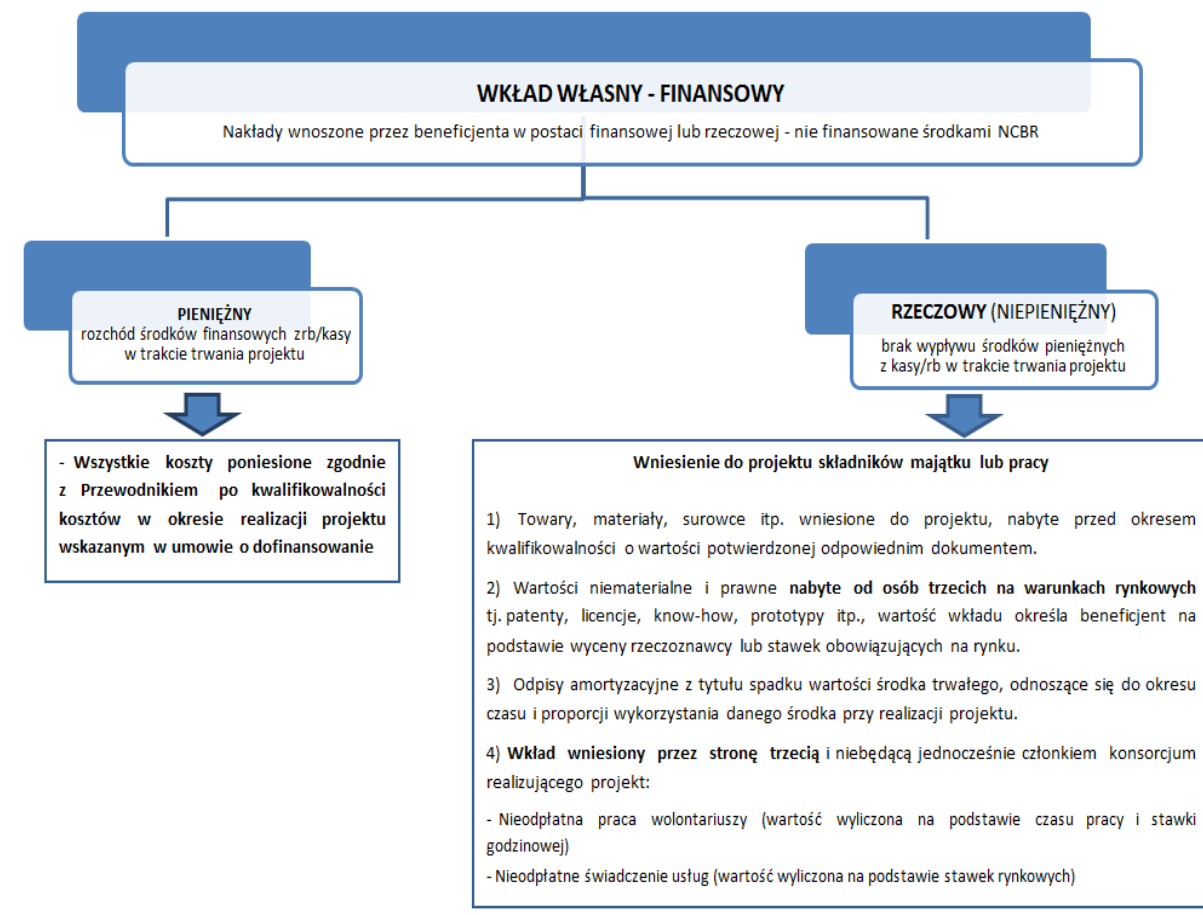 WKŁAD WŁASNY - FINANSOWY
Nakłady wnoszone przez beneficjenta w postaci finansowej lub rzeczowej - nie finansowane środkami NCBR
PIENIĘŻNY
rozchód środków finansowych zrb/kasy
w trakcie trwania projektu
RZECZOWY (NIEPIENIĘŻNY)
brak wypływu środków pieniężnych
z kasy/rb w trakcie trwania projektu
- Wszystkie koszty poniesione zgodnie
z Przewodnikiem po kwalifikowalności
kosztów w okresie realizacji projektu
wskazanym w umowie o dofinansowanie
Wniesienie do projektu składników majątku lub pracy
1) Towary, materiały, surowce itp. wniesione do projektu, nabyte przed okresem
kwalifikowalności o wartości potwierdzonej odpowiednim dokumentem.
2) Wartości niematerialne i prawne nabyte od osób trzecich na warunkach rynkowych
tj. patenty, licencje, know-how, prototypy itp., wartość wkładu określa beneficjent na
podstawie wyceny rzeczoznawcy lub stawek obowiązujących na rynku.
3) Odpisy amortyzacyjne z tytułu spadku wartości środka trwałego, odnoszące się do okresu
czasu i proporcji wykorzystania danego środka przy realizacji projektu.
4) Wkład wniesiony przez stronę trzecią i niebędącą jednocześnie członkiem konsorcjum
realizującego projekt:
- Nieodpłatna praca wolontariuszy (wartość wyliczona na podstawie czasu pracy i stawki
godzinowej)
- Nieodpłatne świadczenie usług (wartość wyliczona na podstawie stawek rynkowych)